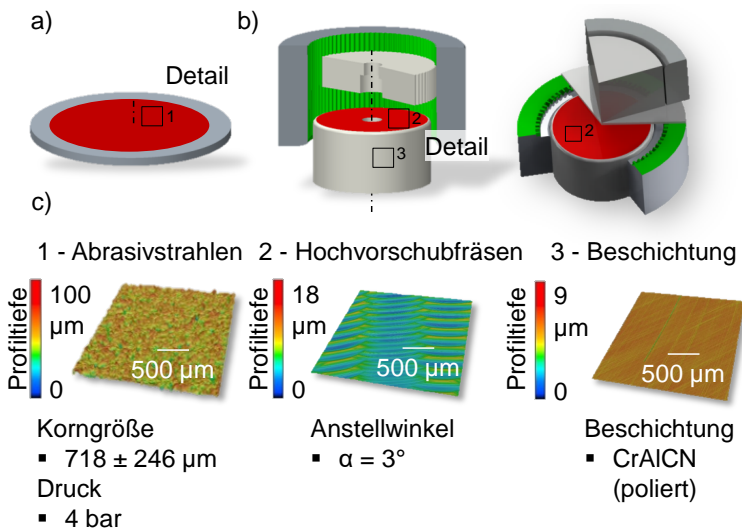 a)
Detail
1
b)
2
3
Detail
2
c)
1 - Abrasivstrahlen
2 - Hochvorschubfräsen
3 - Beschichtung
Profiltiefe
100
µm
0
500 µm
Profiltiefe
18
µm
0
500 µm
Profiltiefe
9
µm
0
500 µm
Korngröße
▪ 718 ± 246 µm
Druck
▪ 4 bar
Anstellwinkel
▪ α = 3°
Beschichtung
▪ CrAlCN
(poliert)